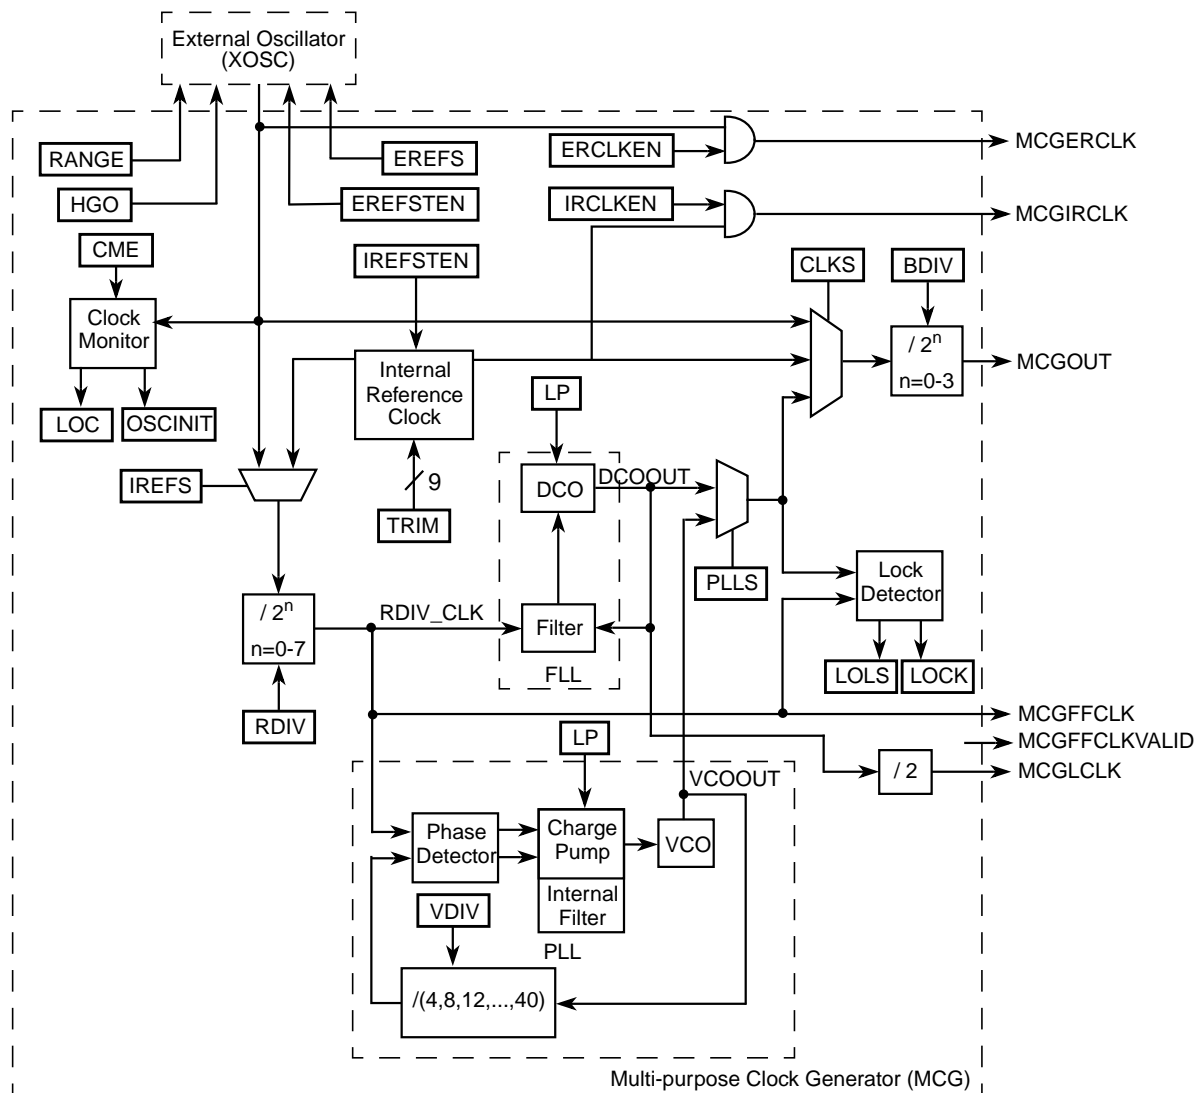 External Oscillator
(XOSC)
RANGE
EREFS
ERCLKEN
MCGERCLK
HGO
EREFSTEN
IRCLKEN
MCGIRCLK
CME
IREFSTEN
CLKS
BDIV
Clock
Monitor
/ 2n
n=0-3
MCGOUT
Internal
Reference
Clock
LP
LOC
OSCINIT
IREFS
9
TRIM
DCO
DCOOUT
PLLS
Lock
Detector
/ 2n
n=0-7
RDIV_CLK
Filter
FLL
LOLS
LOCK
RDIV
MCGFFCLK
LP
MCGFFCLKVALID
/ 2
MCGLCLK
VCOOUT
Phase
Detector
Charge
Pump
VCO
Internal
Filter
VDIV
PLL
/(4,8,12,...,40)
Multi-purpose Clock Generator (MCG)